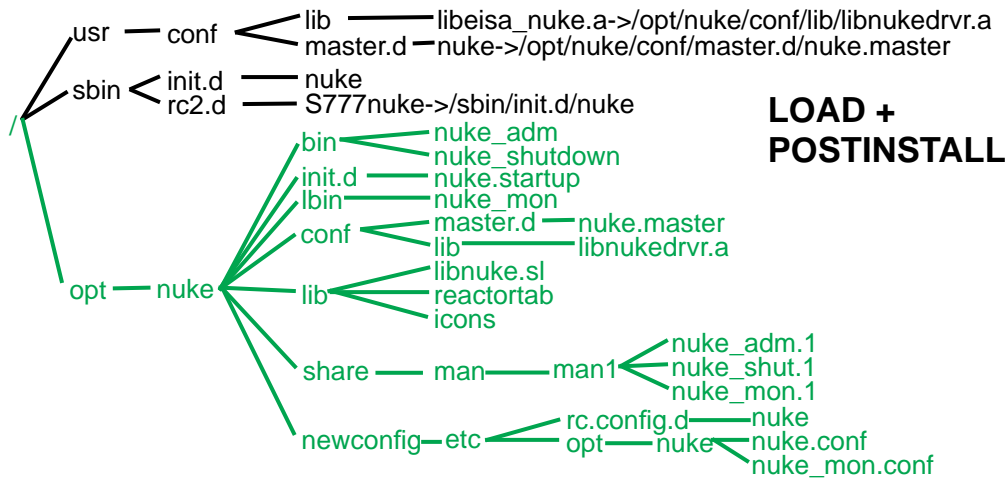 lib libeisa_nuke.a->/opt/nuke/conf/lib/libnukedrvr.a
usr conf
master.d nuke->/opt/nuke/conf/master.d/nuke.master
init.d nuke
sbin
rc2.d S777nuke->/sbin/init.d/nuke
LOAD +
POSTINSTALL
/
bin nuke_adm
nuke_shutdown
init.d nuke.startup
lbin nuke_mon
conf master.d nuke.master
lib libnukedrvr.a
opt nuke lib libnuke.sl
reactortab
icons
share man man1 nuke_adm.1
nuke_shut.1
nuke_mon.1
newconfig etc rc.config.d nuke
opt nuke nuke.conf
nuke_mon.conf